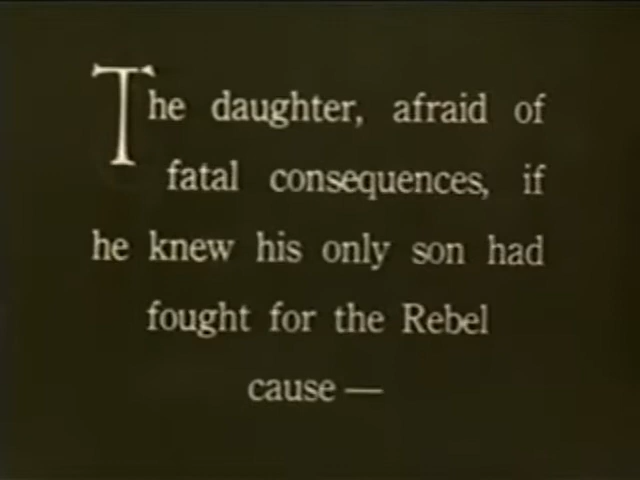 The daughter, afraid of
fatal consequences, if
he knew his only son had
fought for the Rebel
cause —